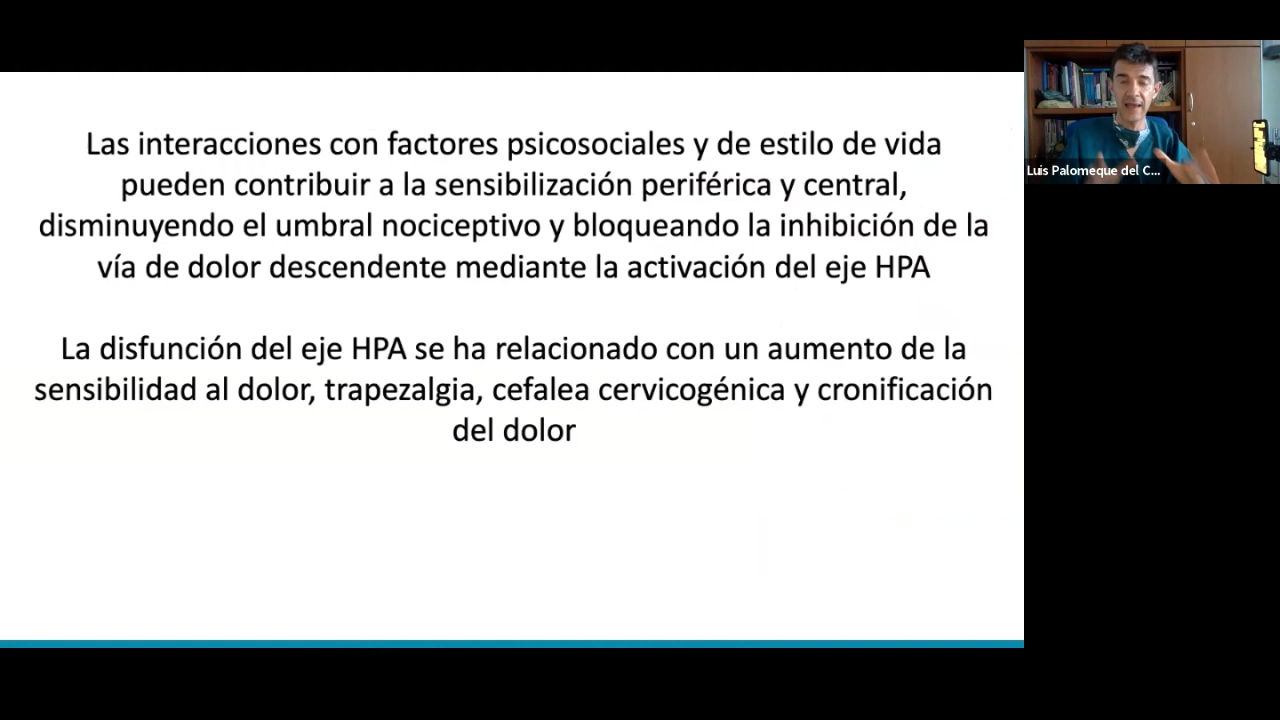 Las interacciones con factores psicosociales y de estilo de vida
pueden contribuir a la sensibilización periférica y central,
disminuyendo el umbral nociceptivo y bloqueando la inhibición de la
vía de dolor descendente mediante la activación del eje HPA
La disfunción del eje HPA se ha relacionado con un aumento de la
sensibilidad al dolor, trapezalgia, cefalea cervicogénica y cronificación
del dolor
Luis Palomeque del C...